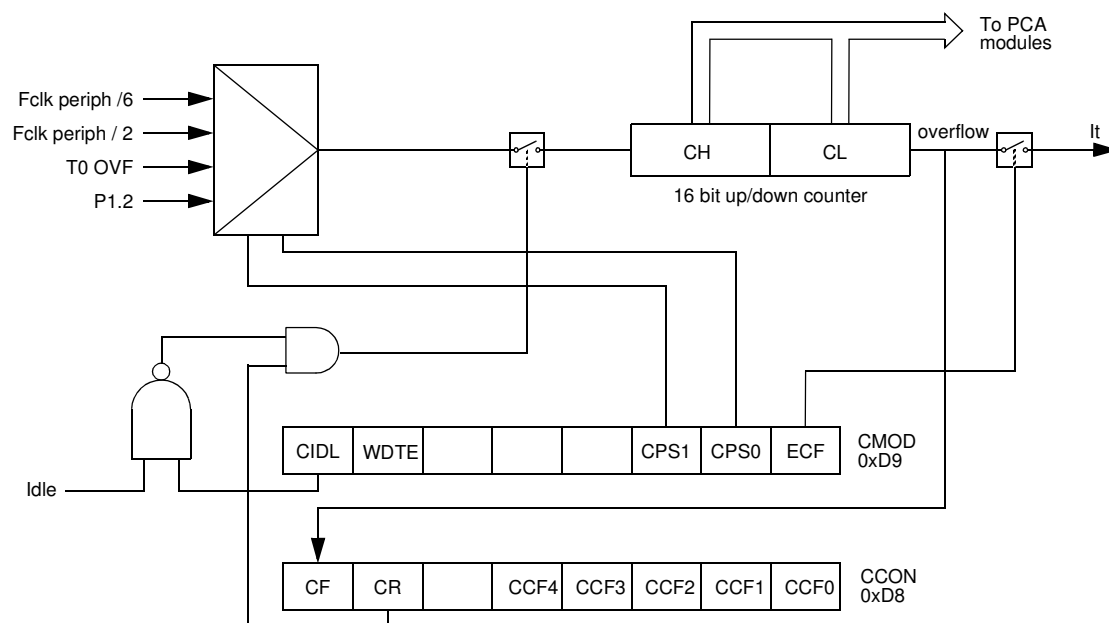 To PCA
modules
Fclk periph /6
Fclk periph / 2
T0 OVF
P1.2
CH
CL
overflow
It
16 bit up/down counter
CIDL
WDTE
CPS1
CPS0
ECF
CMOD
0xD9
Idle
CF
CR
CCF4
CCF3
CCF2
CCF1
CCF0
CCON
0xD8